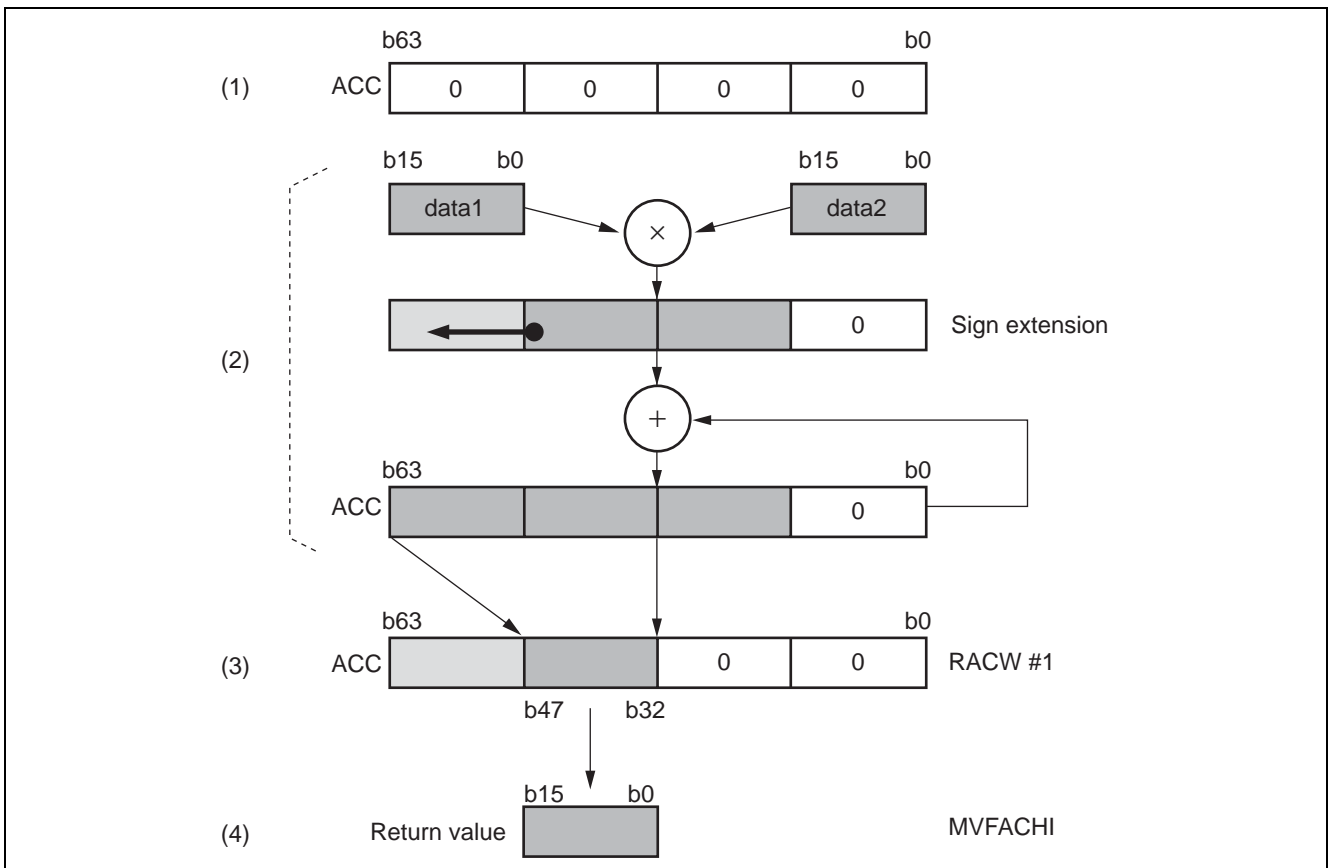 b63 b0
(1) ACC 0 0 0 0
b15 b0 b15 b0
data1 × data2
0 Sign extension
(2)
+
b63 b0
ACC 0
b63 b0
(3) ACC 0 0 RACW #1
b47 b32
b15 b0
(4) Return value MVFACHI